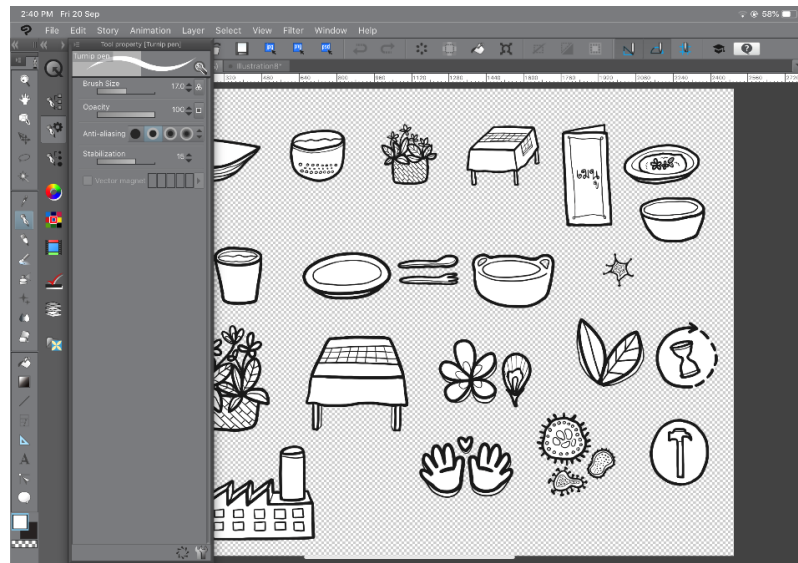 2:40 PM Fri 20 Sep
58%
File Edit Story Animation Layer Select View Filter Window Help
Tool property [Turnip pen]
Turnip pen
Illustration8*
Brush Size 17.0
Opacity 100
Anti-aliasing
Stabilization
Vector magnet